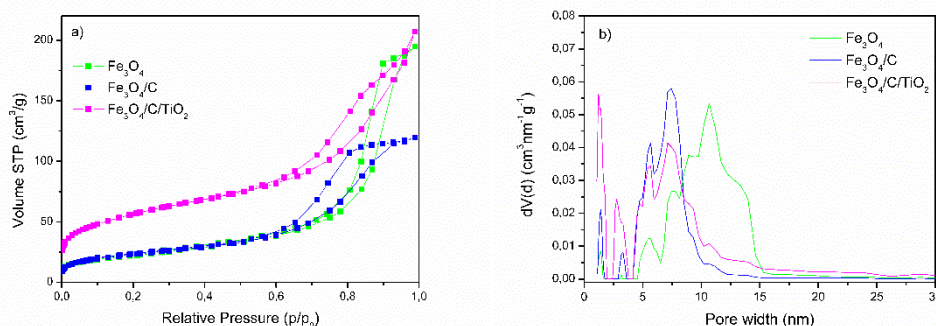 a)
Fe₃O₄
Fe₃O₄/C
Fe₃O₄/C/TiO₂
Volume STP (cm³/g)
200
150
100
50
0
0,0 0,2 0,4 0,6 0,8 1,0
Relative Pressure (p/p₀)
b)
Fe₂O₄
Fe₃O₄/C
Fe₃O₄/C/TiO₂
dV(d) (cm³nm⁻¹g⁻¹)
0,08
0,07
0,06
0,05
0,04
0,03
0,02
0,01
0,00
0 5 10 15 20 25 30
Pore width (nm)